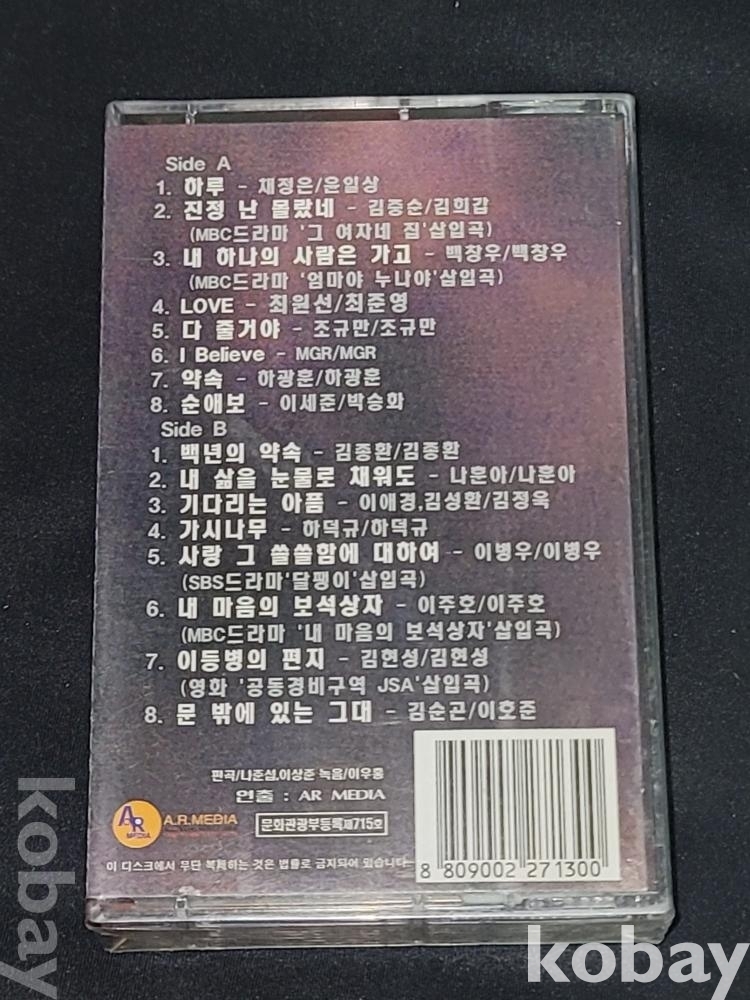 Side A
1. 하루 - 채정은/윤일상
2. 진정 난 몰랐네 - 김중순/김희갑
(MBC드라마 '그 여자네 집'삽입곡)
3. 내 하나의 사람은 가고 - 백창우/백창우
(MBC드라마 '엄마야 누나야'삽입곡)
4. LOVE - 최원선/최준영
5. 다 줄거야 - 조규만/조규만
6. I Believe - MGR/MGR
7. 약속 - 하광훈/하광훈
8. 순애보 - 이세준/박승화
Side B
1. 백년의 약속 - 김종환/김종환
2. 내 삶을 눈물로 채워도 - 나훈아/나훈아
3. 기다리는 아픔 - 이애경,김성환/김정욱
4. 가시나무 - 하덕규/하덕규
5. 사랑 그 쓸쓸함에 대하여 - 이병우/이병우
(SBS드라마'달팽이'삽입곡)
6. 내 마음의 보석상자 - 이주호/이주호
(MBC드라마 '내 마음의 보석상자'삽입곡)
7. 이등병의 편지 - 김현성/김현성
(영화 '공동경비구역 JSA'삽입곡)
8. 문 밖에 있는 그대 - 김순곤/이호준
편곡/나준섭,이상준 녹음/이우홍
연출 : AR MEDIA
AR
MEDIA
A.R.MEDIA
문화관광부등록제715호
이 디스크에서 무단 복제하는 것은 법률로 금지되어 있습니다
8 809002 271300
kobay
kobay